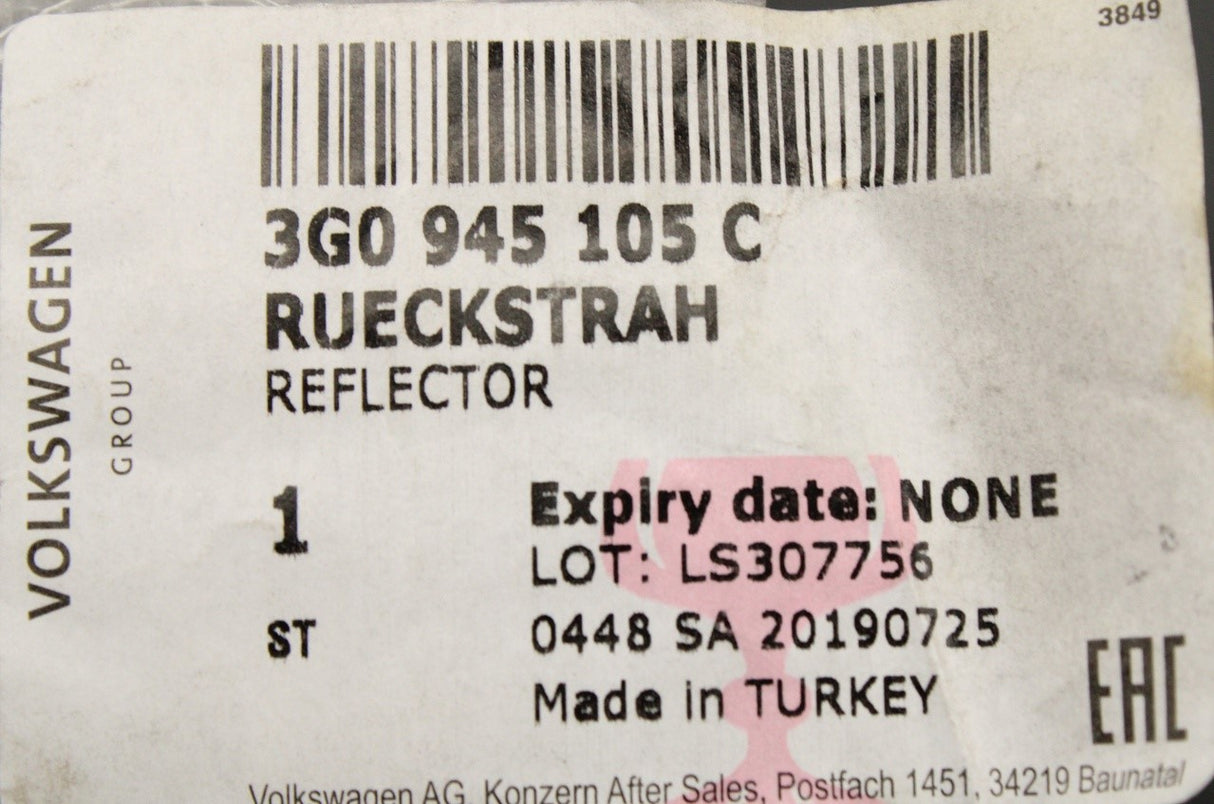 3849
VOLKSWAGEN
GROUP
3G0 945 105 C
RUECKSTRAH
REFLECTOR
1
Expiry date: NONE
LOT: LS307756
ST
0448 SA 20190725
Made in TURKEY
EAC
Volkswagen AG, Konzern After Sales, Postfach 1451, 34219 Baunatal